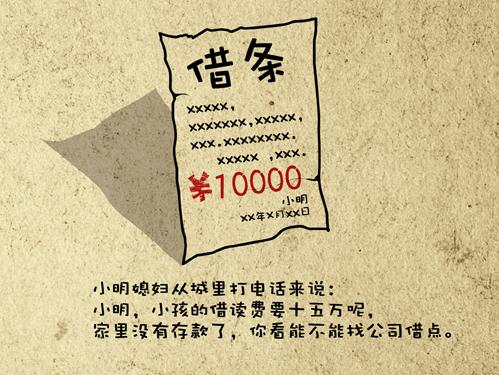 借条
xxxxx,
xxxxxxx,xxxxx,
xxx.xxxxxxxx.
xxxxx ,xxx.
¥10000
小明
xx年x月xx日
小明媳妇从城里打电话来说：
小明，小孩的借读费要十五万呢，
家里没有存款了，你看能不能找公司借点。